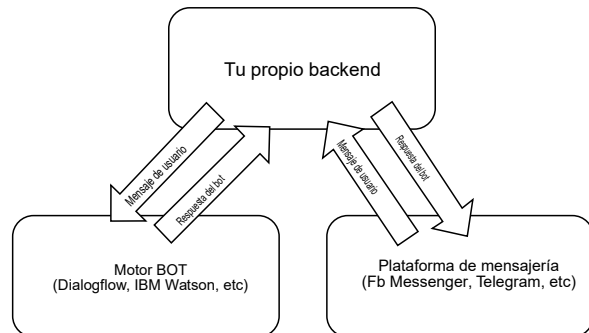 Tu propio backend
Mensaje de usuario
Respuesta del bot
Mensaje de usuario
Respuesta del bot
Motor BOT
(Dialogflow, IBM Watson, etc)
Plataforma de mensajería
(Fb Messenger, Telegram, etc)